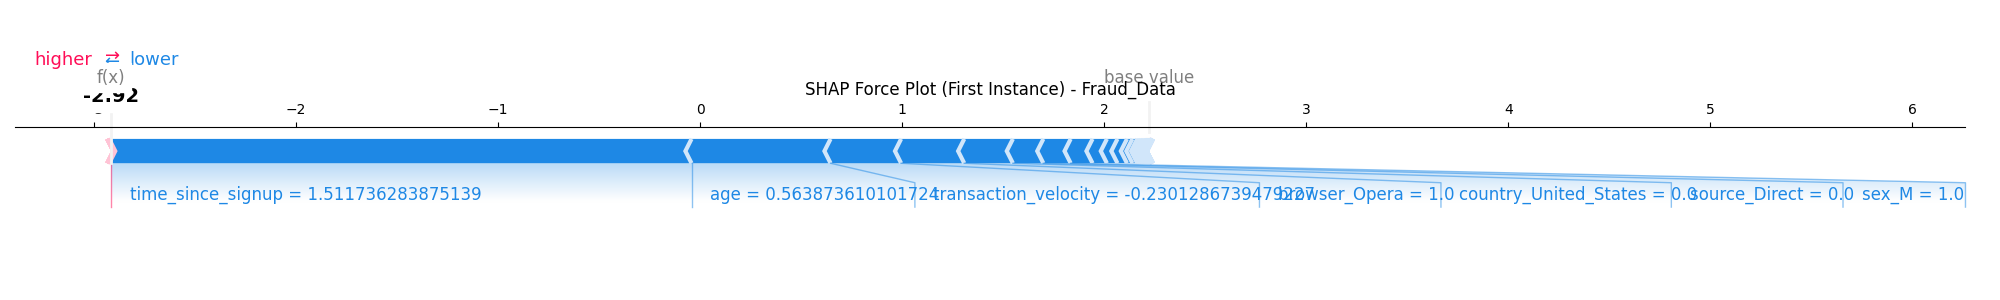 higher ⇄ lower
f(x)
base value
-2.92
SHAP Force Plot (First Instance) - Fraud_Data
−2 −1 0 1 2 3 4 5 6
time_since_signup = 1.511736283875139 age = 0.563873610101724 transaction_velocity = -0.2301286739479227 browser_Opera = 1.0 country_United_States = 0.0 source_Direct = 0.0 sex_M = 1.0